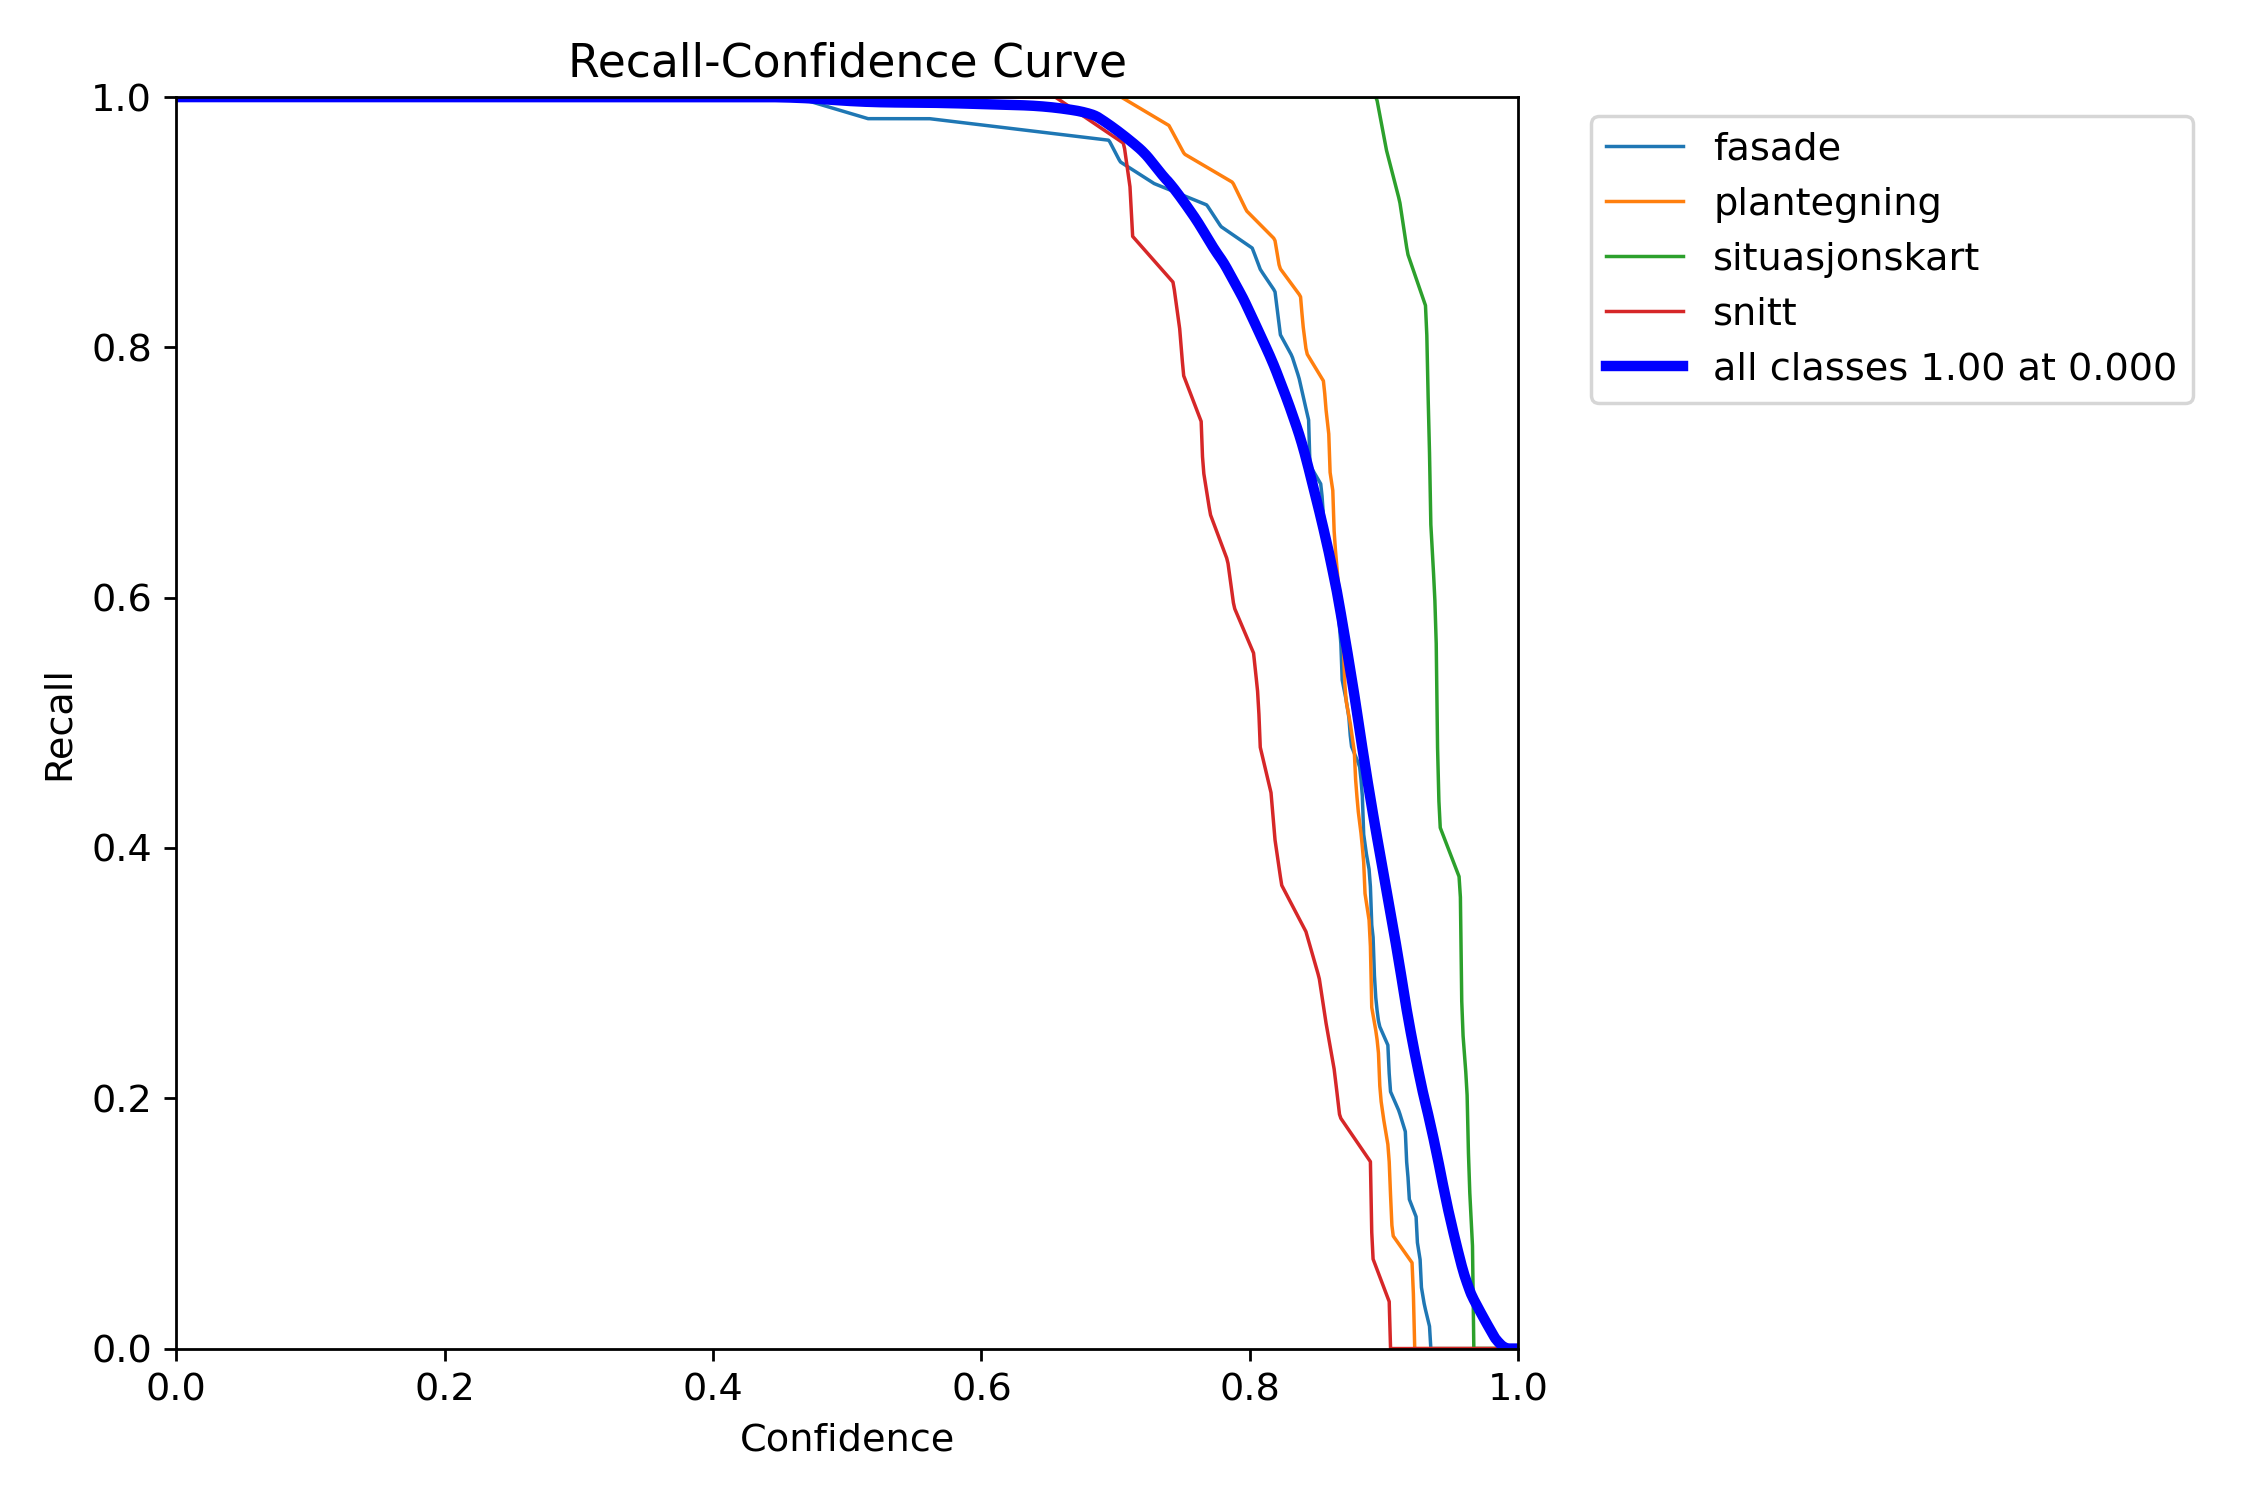 Recall-Confidence Curve
1.0
0.8
0.6
0.4
0.2
0.0
Recall
0.0 0.2 0.4 0.6 0.8 1.0
Confidence
fasade
plantegning
situasjonskart
snitt
all classes 1.00 at 0.000